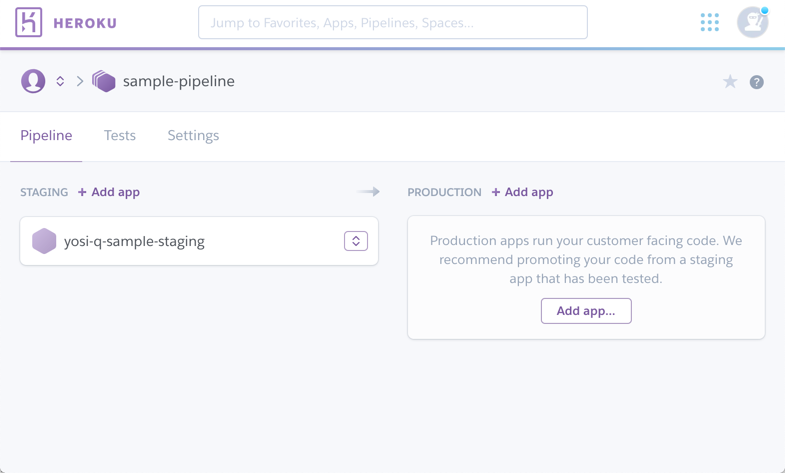 HEROKU
Jump to Favorites, Apps, Pipelines, Spaces...
sample-pipeline
?
Pipeline Tests Settings
STAGING + Add app
yosi-q-sample-staging
PRODUCTION + Add app
Production apps run your customer facing code. We
recommend promoting your code from a staging
app that has been tested.
Add app...